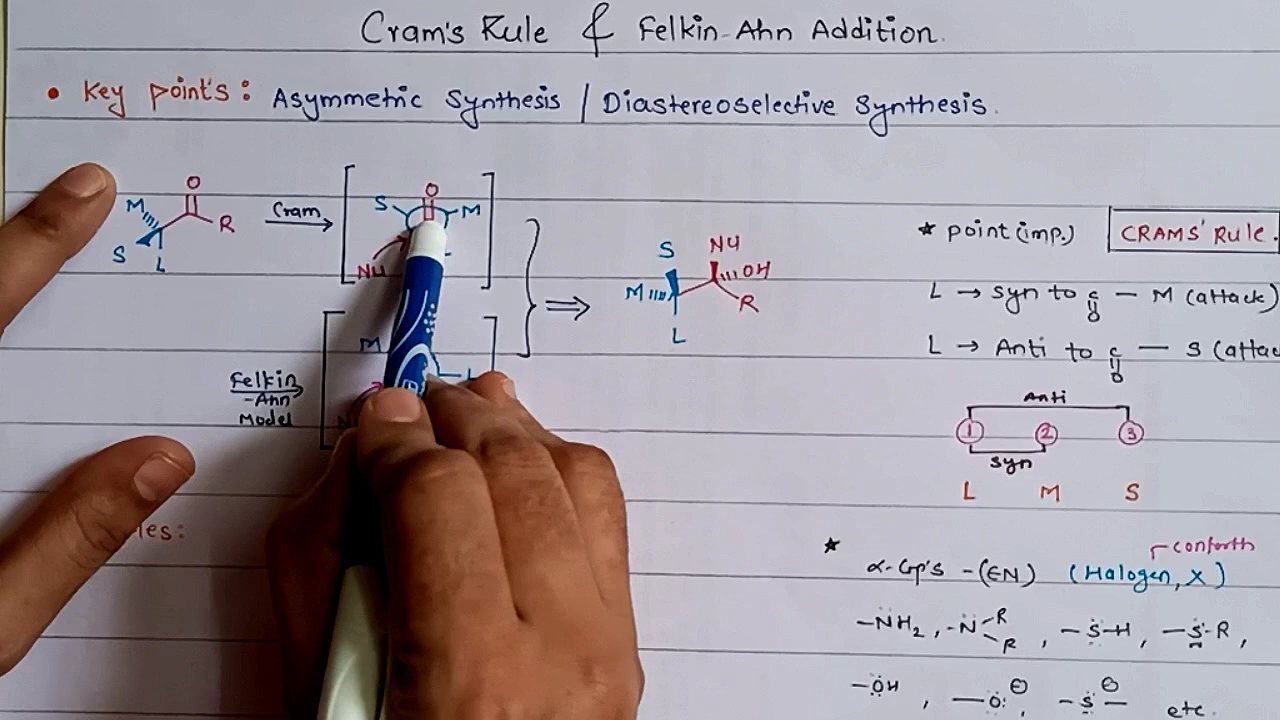 Cram's Rule & Felkin-Ahn Addition.
• Key point's: Asymmetric Synthesis / Diastereoselective Synthesis.
M O R S L
Cram
S O M Nu
Felkin
-Ahn
Model
M L
S Nu
M OH
R
L
* point (imp.) CRAMS' Rule.
L → Syn to C=O — M (attack)
L → Anti to C=O — S (attac
Anti
1 2 3
Syn
L M S
les:
* conforth
α-Gp's -(EN) (Halogen, X)
-NH2, -N-R R, -S-H, -S-R,
-OH, -O⊖, -S⊖- etc.